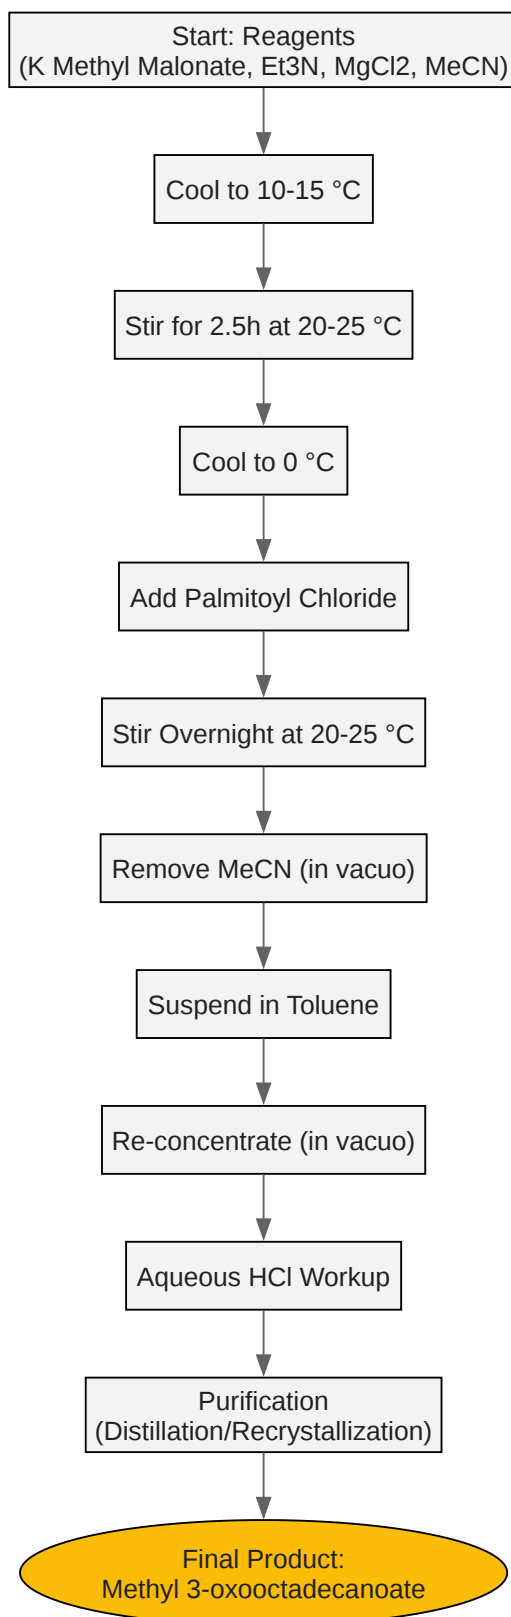 Start: Reagents
(K Methyl Malonate, Et3N, MgCl2, MeCN)
Cool to 10-15 °C
Stir for 2.5h at 20-25 °C
Cool to 0 °C
Add Palmitoyl Chloride
Stir Overnight at 20-25 °C
Remove MeCN (in vacuo)
Suspend in Toluene
Re-concentrate (in vacuo)
Aqueous HCl Workup
Purification
(Distillation/Recrystallization)
Final Product:
Methyl 3-oxooctadecanoate